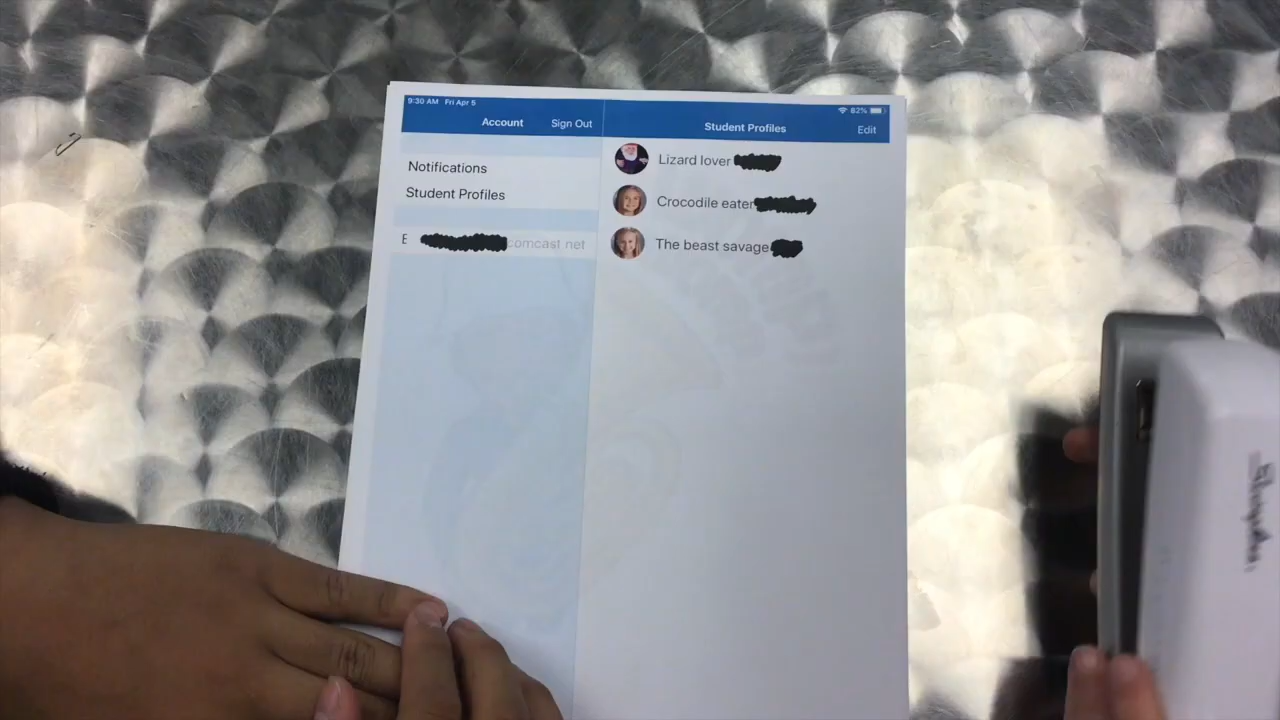 9:30 AM Fri Apr 5
62%
Account
Sign Out
Student Profiles
Edit
Notifications
Student Profiles
E comcast net
Lizard lover
Crocodile eater
The beast savage